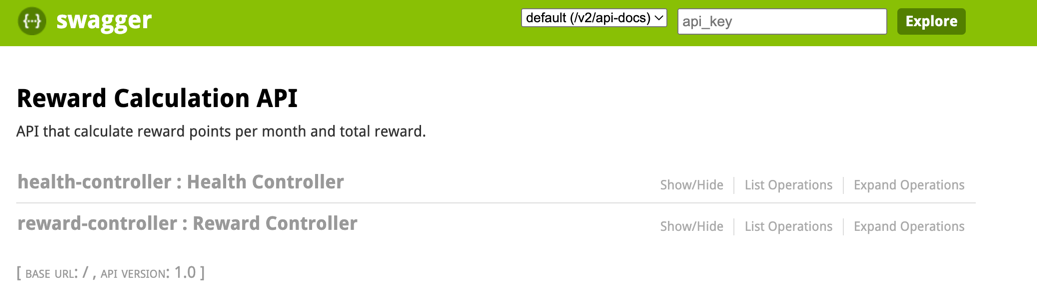 {···} swagger default (/v2/api-docs) api_key Explore
Reward Calculation API
API that calculate reward points per month and total reward.
health-controller : Health Controller Show/Hide List Operations Expand Operations
reward-controller : Reward Controller Show/Hide List Operations Expand Operations
[ BASE URL: / , API VERSION: 1.0 ]